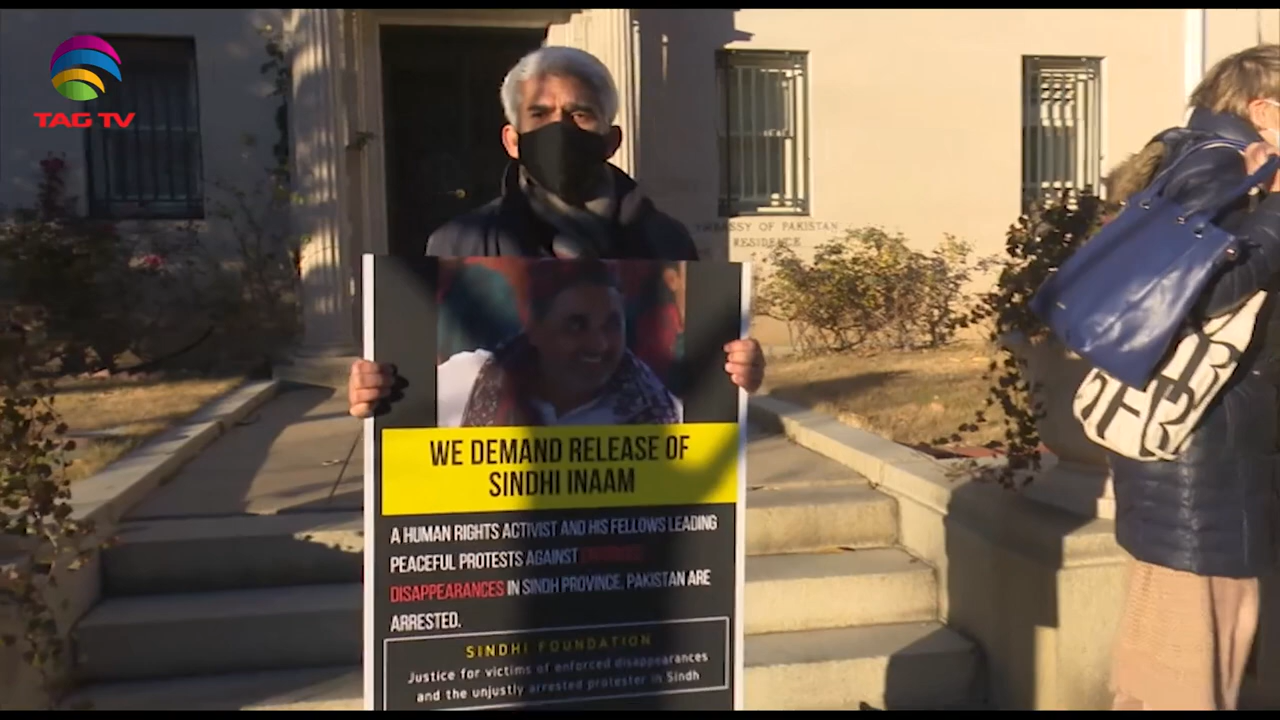 TAG TV
EMBASSY OF PAKISTAN
RESIDENCE
WE DEMAND RELEASE OF
SINDHI INAAM
A HUMAN RIGHTS ACTIVIST AND HIS FELLOWS LEADING
PEACEFUL PROTESTS AGAINST
DISAPPEARANCES IN SINDH PROVINCE, PAKISTAN ARE
ARRESTED.
SINDHI FOUNDATION
Justice for victims of enforced disappearances
and the unjustly arrested protester in Sindh